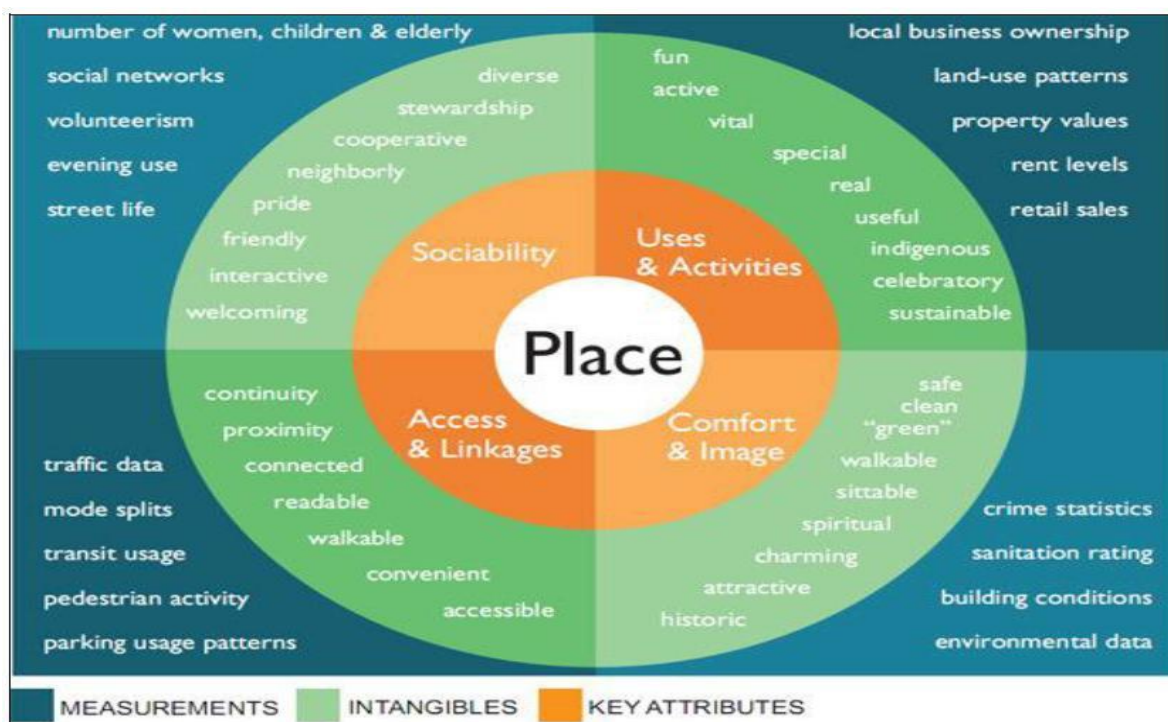 number of women, children & elderly
social networks
volunteerism
evening use
street life
diverse
stewardship
cooperative
neighborly
pride
friendly
interactive
welcoming
Sociability
fun
active
vital
special
real
useful
indigenous
celebratory
sustainable
Uses
& Activities
local business ownership
land-use patterns
property values
rent levels
retail sales
Place
continuity
proximity
connected
readable
walkable
convenient
accessible
Access
& Linkages
traffic data
mode splits
transit usage
pedestrian activity
parking usage patterns
Comfort
& Image
safe
clean
"green"
walkable
sittable
spiritual
charming
attractive
historic
crime statistics
sanitation rating
building conditions
environmental data
MEASUREMENTS
INTANGIBLES
KEY ATTRIBUTES